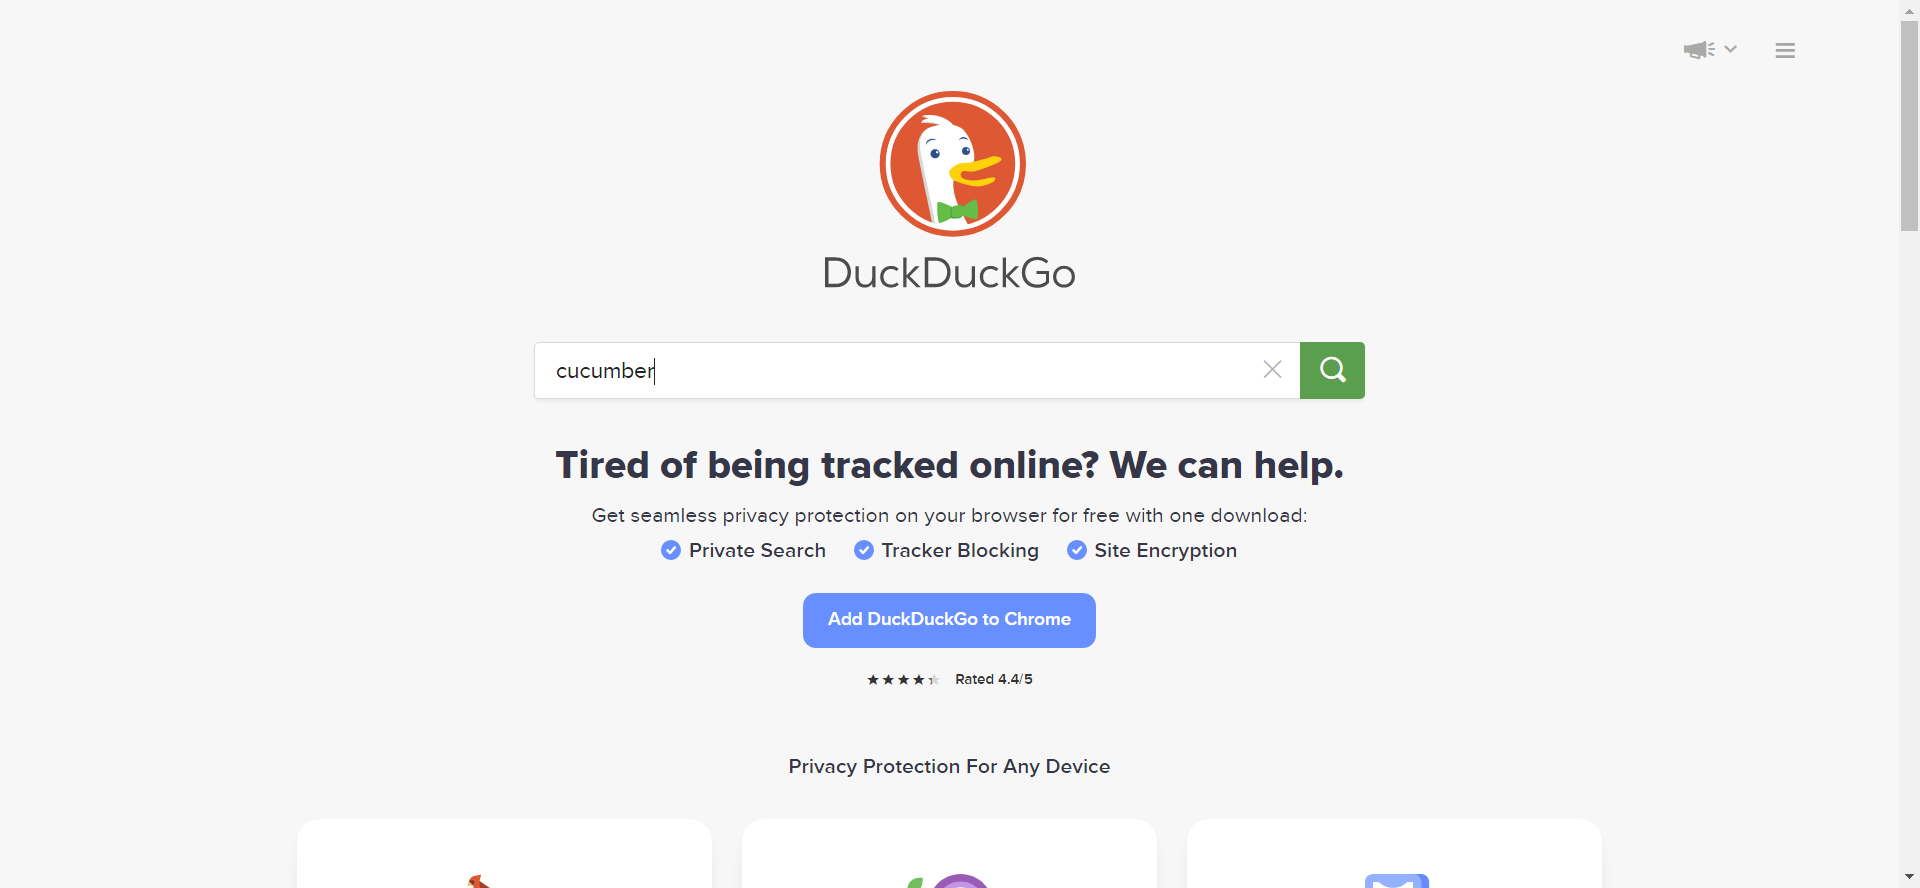 DuckDuckGo
cucumber
Tired of being tracked online? We can help.
Get seamless privacy protection on your browser for free with one download:
Private Search Tracker Blocking Site Encryption
Add DuckDuckGo to Chrome
Rated 4.4/5
Privacy Protection For Any Device